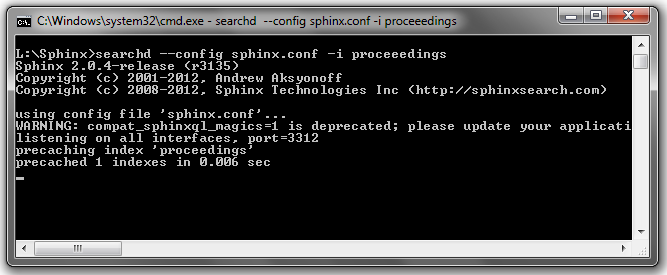 C:\Windows\system32\cmd.exe - searchd  --config sphinx.conf -i proceeedings
L:\Sphinx>searchd --config sphinx.conf -i proceeedings
Sphinx 2.0.4-release (r3135)
Copyright (c) 2001-2012, Andrew Aksyonoff
Copyright (c) 2008-2012, Sphinx Technologies Inc (http://sphinxsearch.com)
using config file 'sphinx.conf'...
WARNING: compat_sphinxql_magics=1 is deprecated; please update your applicati
listening on all interfaces, port=3312
precaching index 'proceedings'
precached 1 indexes in 0.006 sec